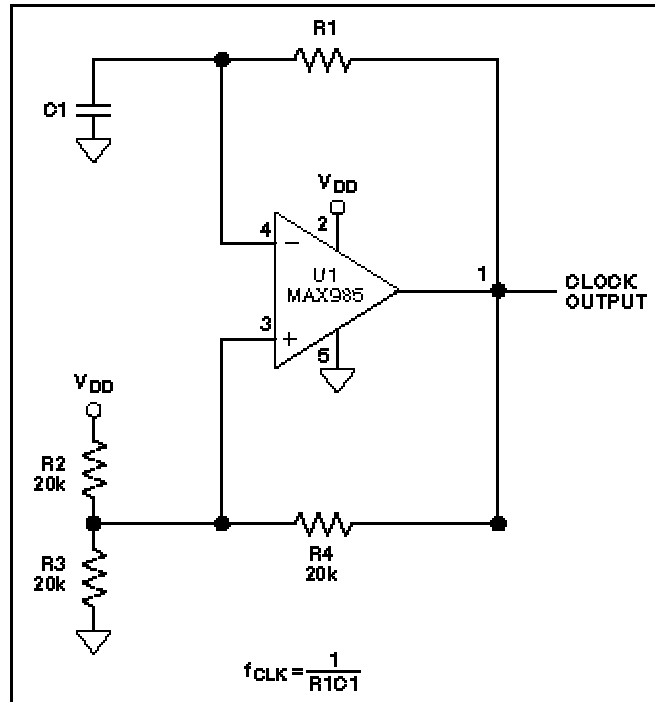 R1
C1
VDD
2
4
−
U1
MAX985
1
CLOCK
OUTPUT
3
+
5
VDD
R2
20k
R3
20k
R4
20k
fCLK = 1
R1C1